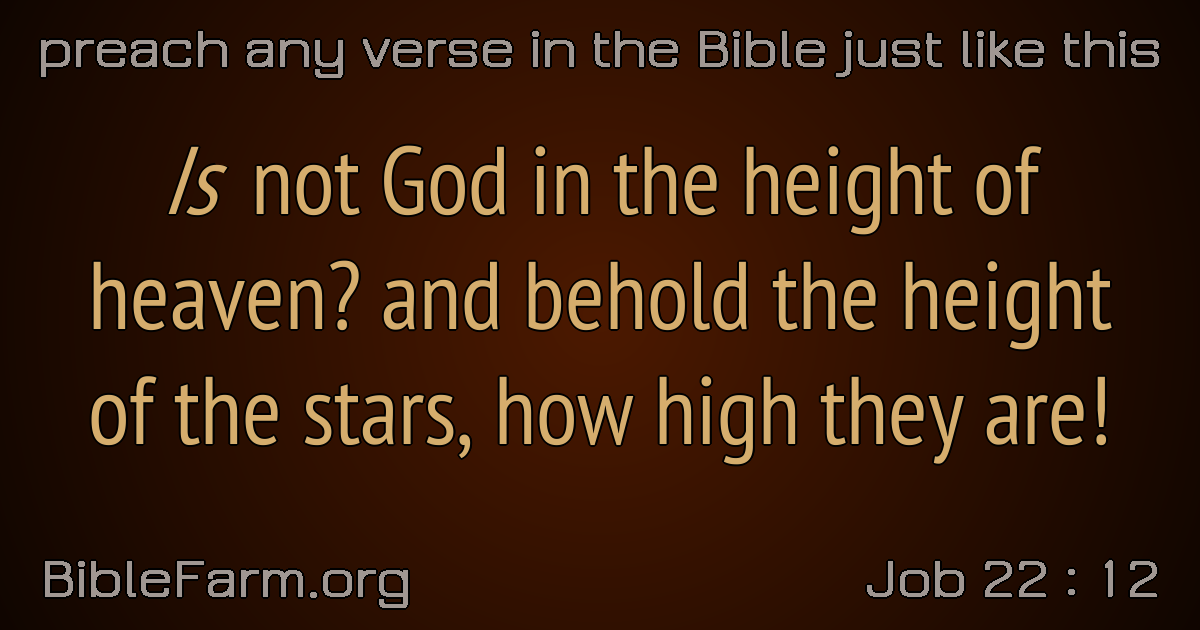 preach any verse in the Bible just like this
Is not God in the height of
heaven? and behold the height
of the stars, how high they are!
BibleFarm.org
Job 22 : 12